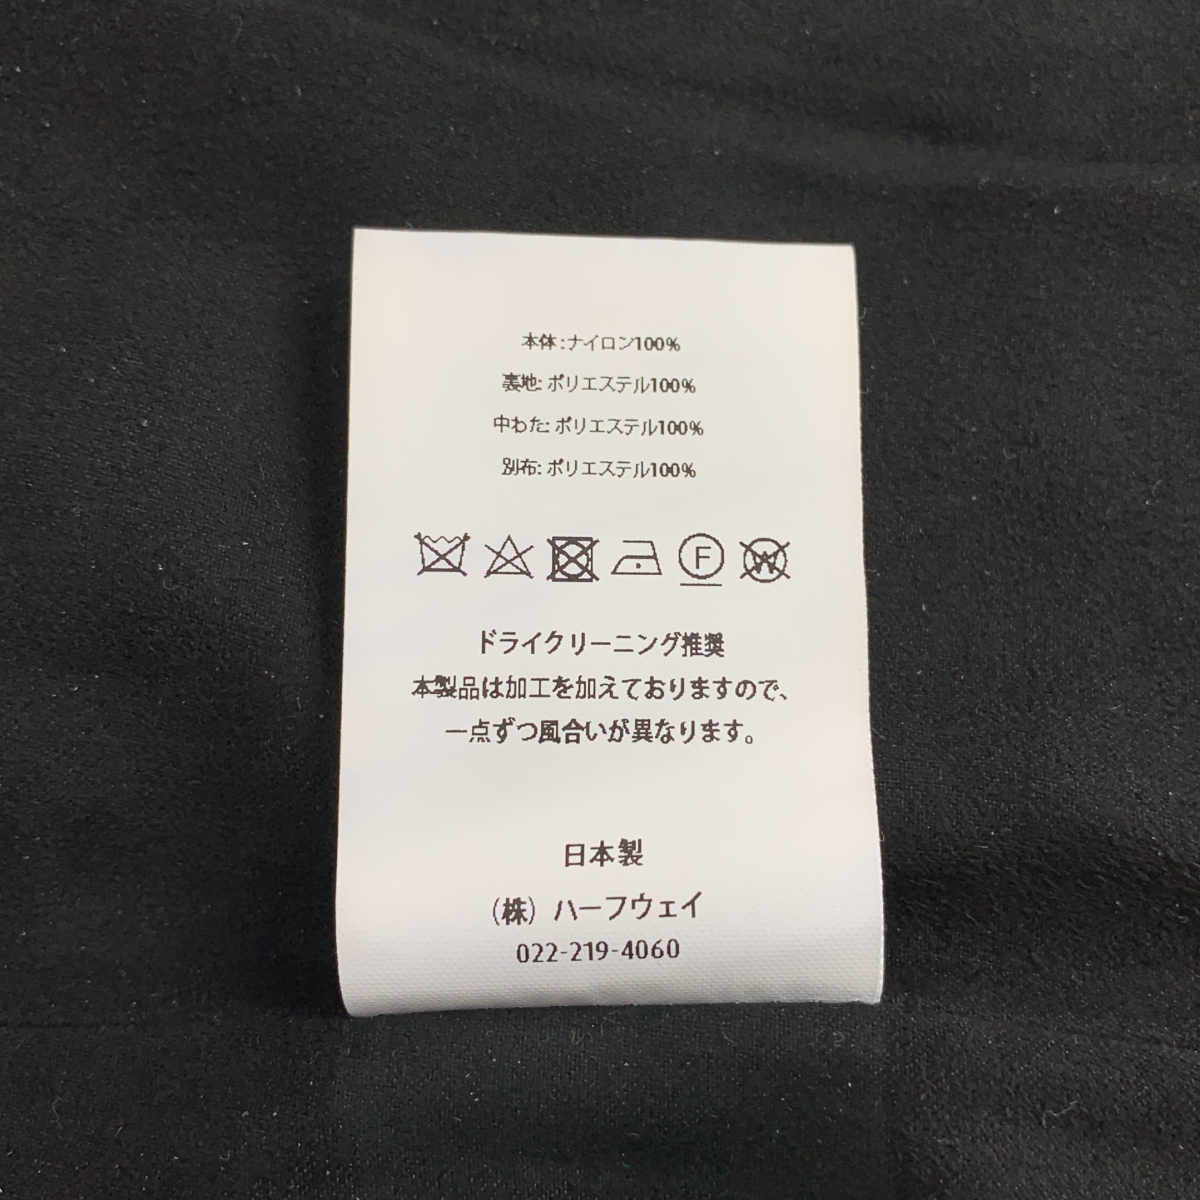 本体:ナイロン100%
裏地: ポリエステル100%
中わた: ポリエステル100%
別布: ポリエステル100%
F W
ドライクリーニング推奨
本製品は加工を加えておりますので、
一点ずつ風合いが異なります。
日本製
(株) ハーフウェイ
022-219-4060